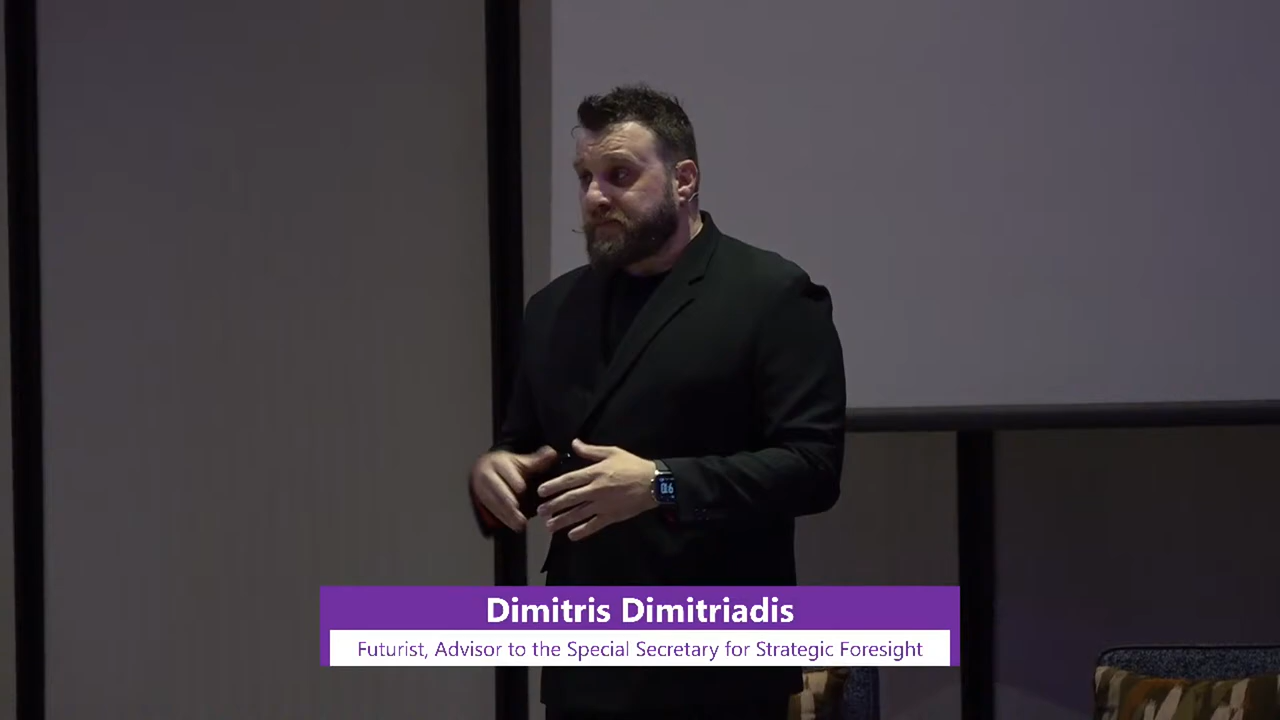 Dimitris Dimitriadis
Futurist, Advisor to the Special Secretary for Strategic Foresight